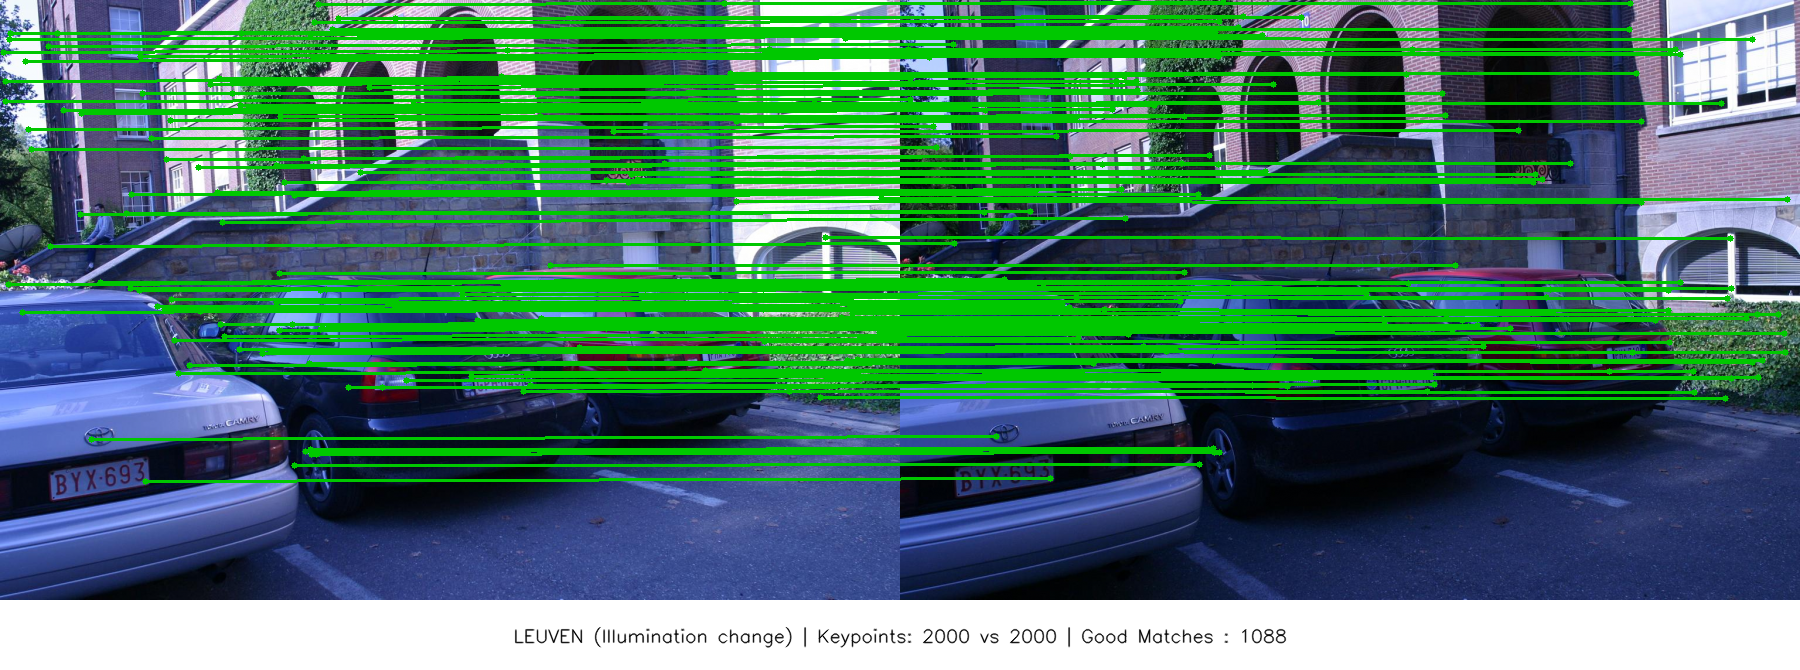 TOYOTA CAMRY
TOYOTA CAMRY
BYX-693
BYX-693
LEUVEN (Illumination change) | Keypoints: 2000 vs 2000 | Good Matches : 1088